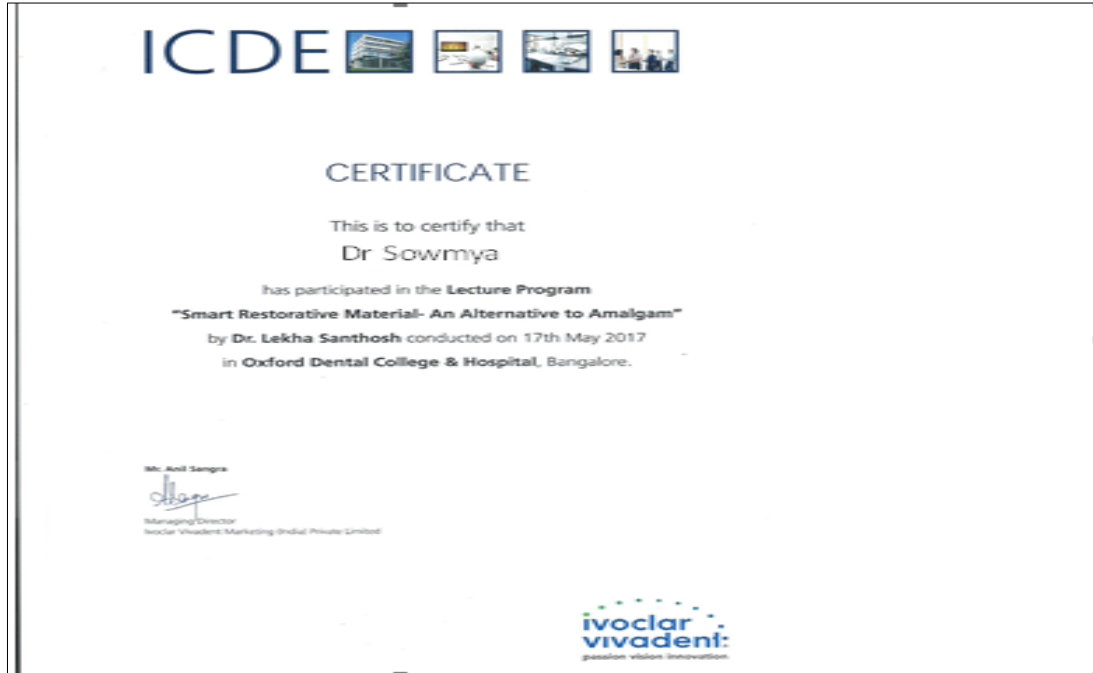 ICDE
CERTIFICATE
This is to certify that
Dr Sowmya
has participated in the Lecture Program
"Smart Restorative Material- An Alternative to Amalgam"
by Dr. Lekha Santhosh conducted on 17th May 2017
in Oxford Dental College & Hospital, Bangalore.
Mr. Anil Sangra
Managing Director
Ivoclar Vivadent Marketing (India) Private Limited
ivoclar
vivadent:
passion vision innovation